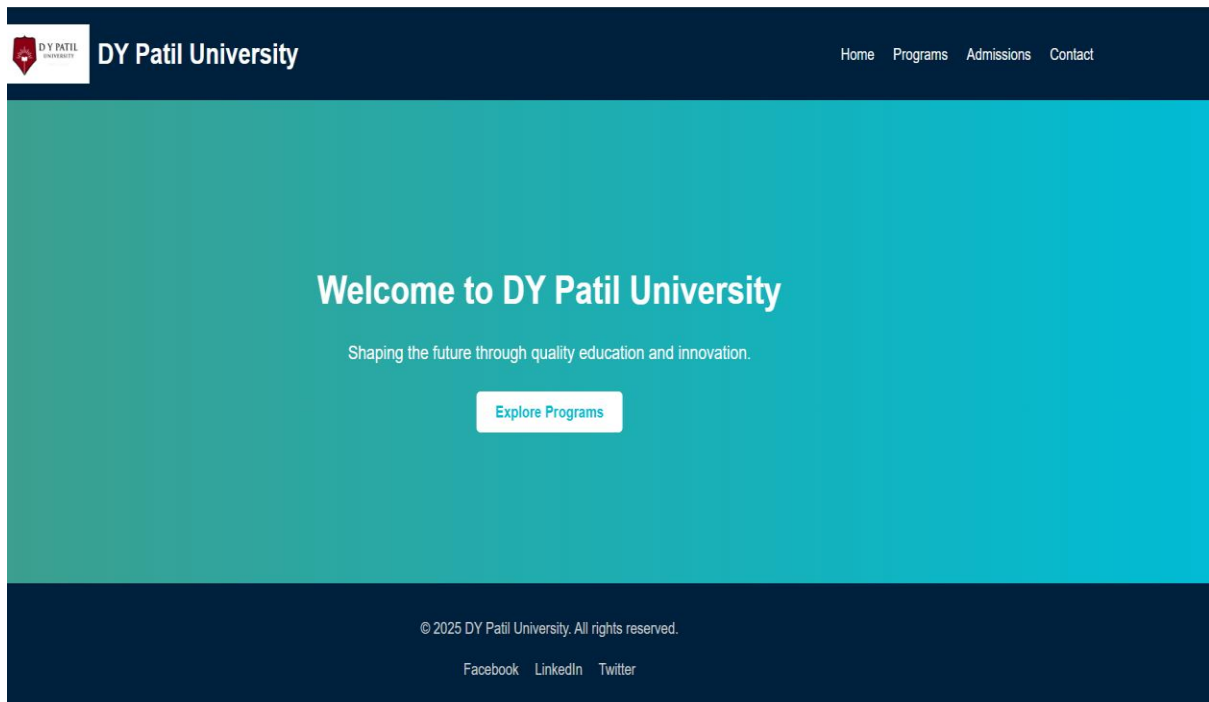 D Y PATIL
UNIVERSITY
DY Patil University
Home Programs Admissions Contact
Welcome to DY Patil University
Shaping the future through quality education and innovation.
Explore Programs
© 2025 DY Patil University. All rights reserved.
Facebook LinkedIn Twitter